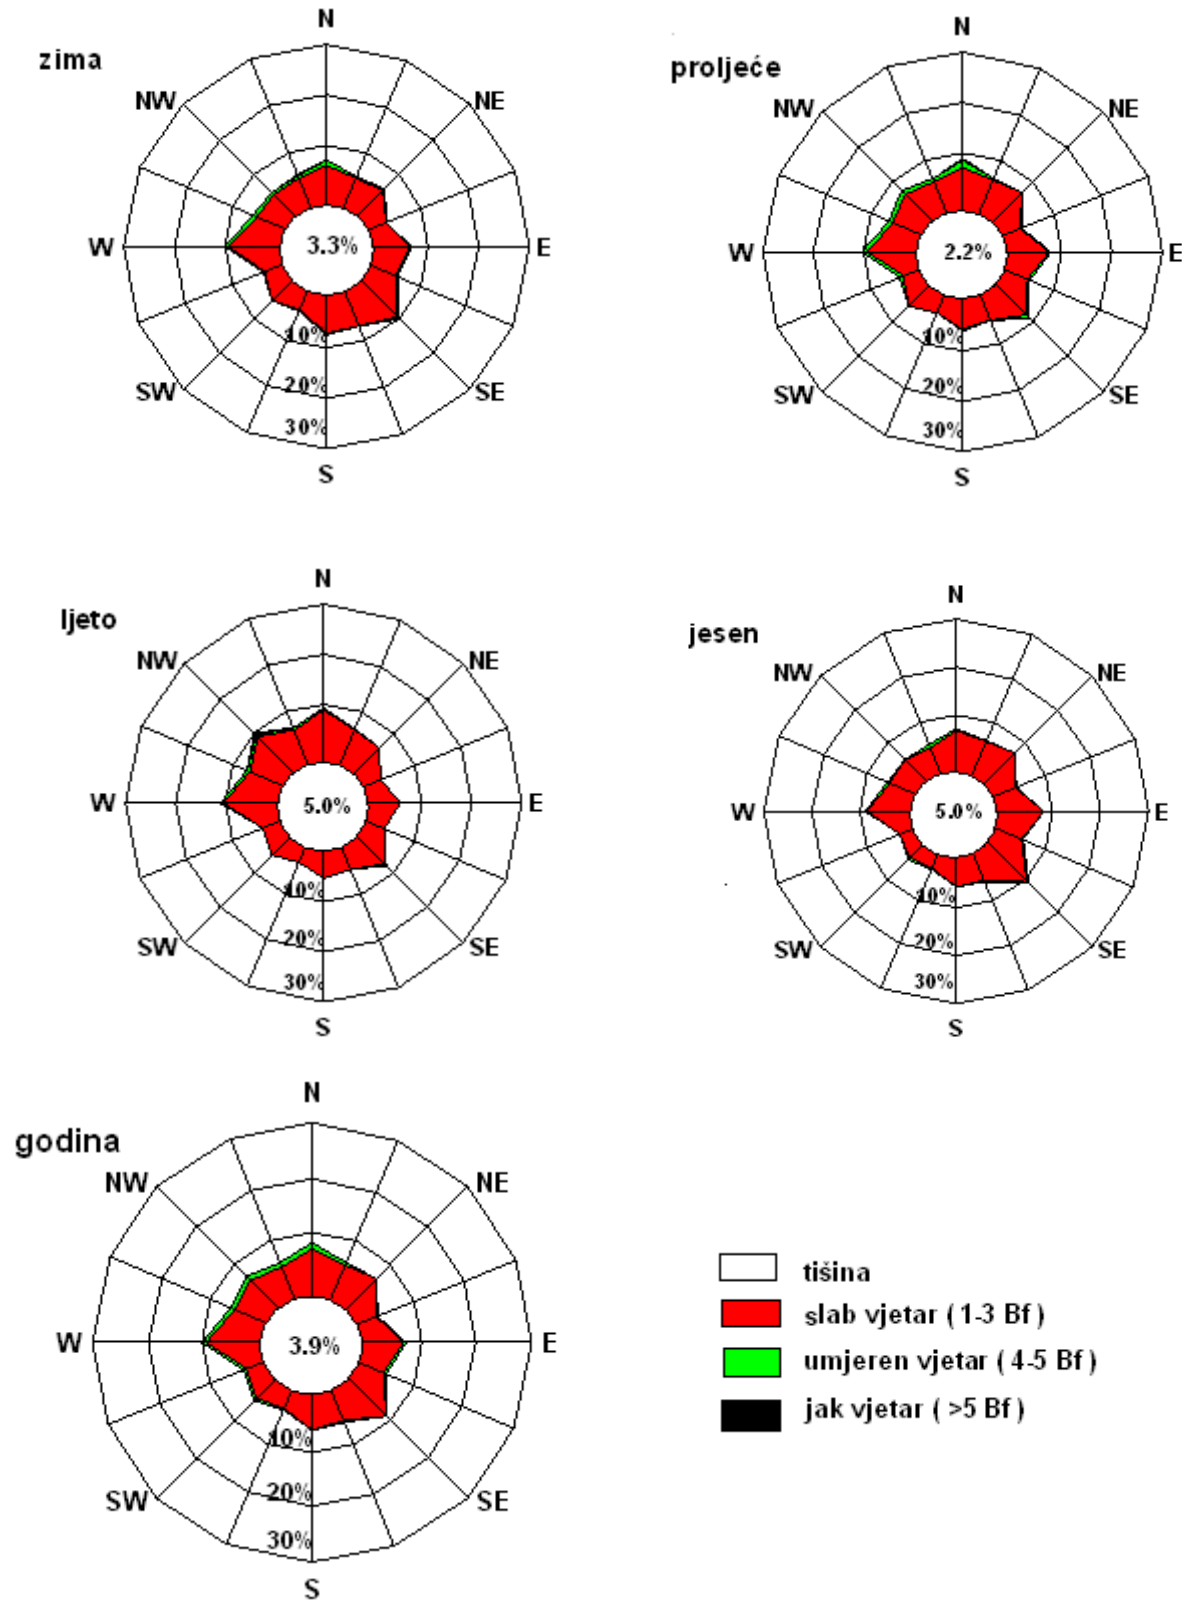 zima
N
NW
NE
W
3.3%
E
10%
SW
20%
SE
30%
S
proljeće
N
NW
NE
W
2.2%
E
10%
SW
20%
SE
30%
S
ljeto
N
NW
NE
W
5.0%
E
10%
SW
20%
SE
30%
S
jesen
N
NW
NE
W
5.0%
E
10%
SW
20%
SE
30%
S
godina
N
NW
NE
W
3.9%
E
10%
SW
20%
SE
30%
S
tišina
slab vjetar ( 1-3 Bf )
umjeren vjetar ( 4-5 Bf )
jak vjetar ( >5 Bf )